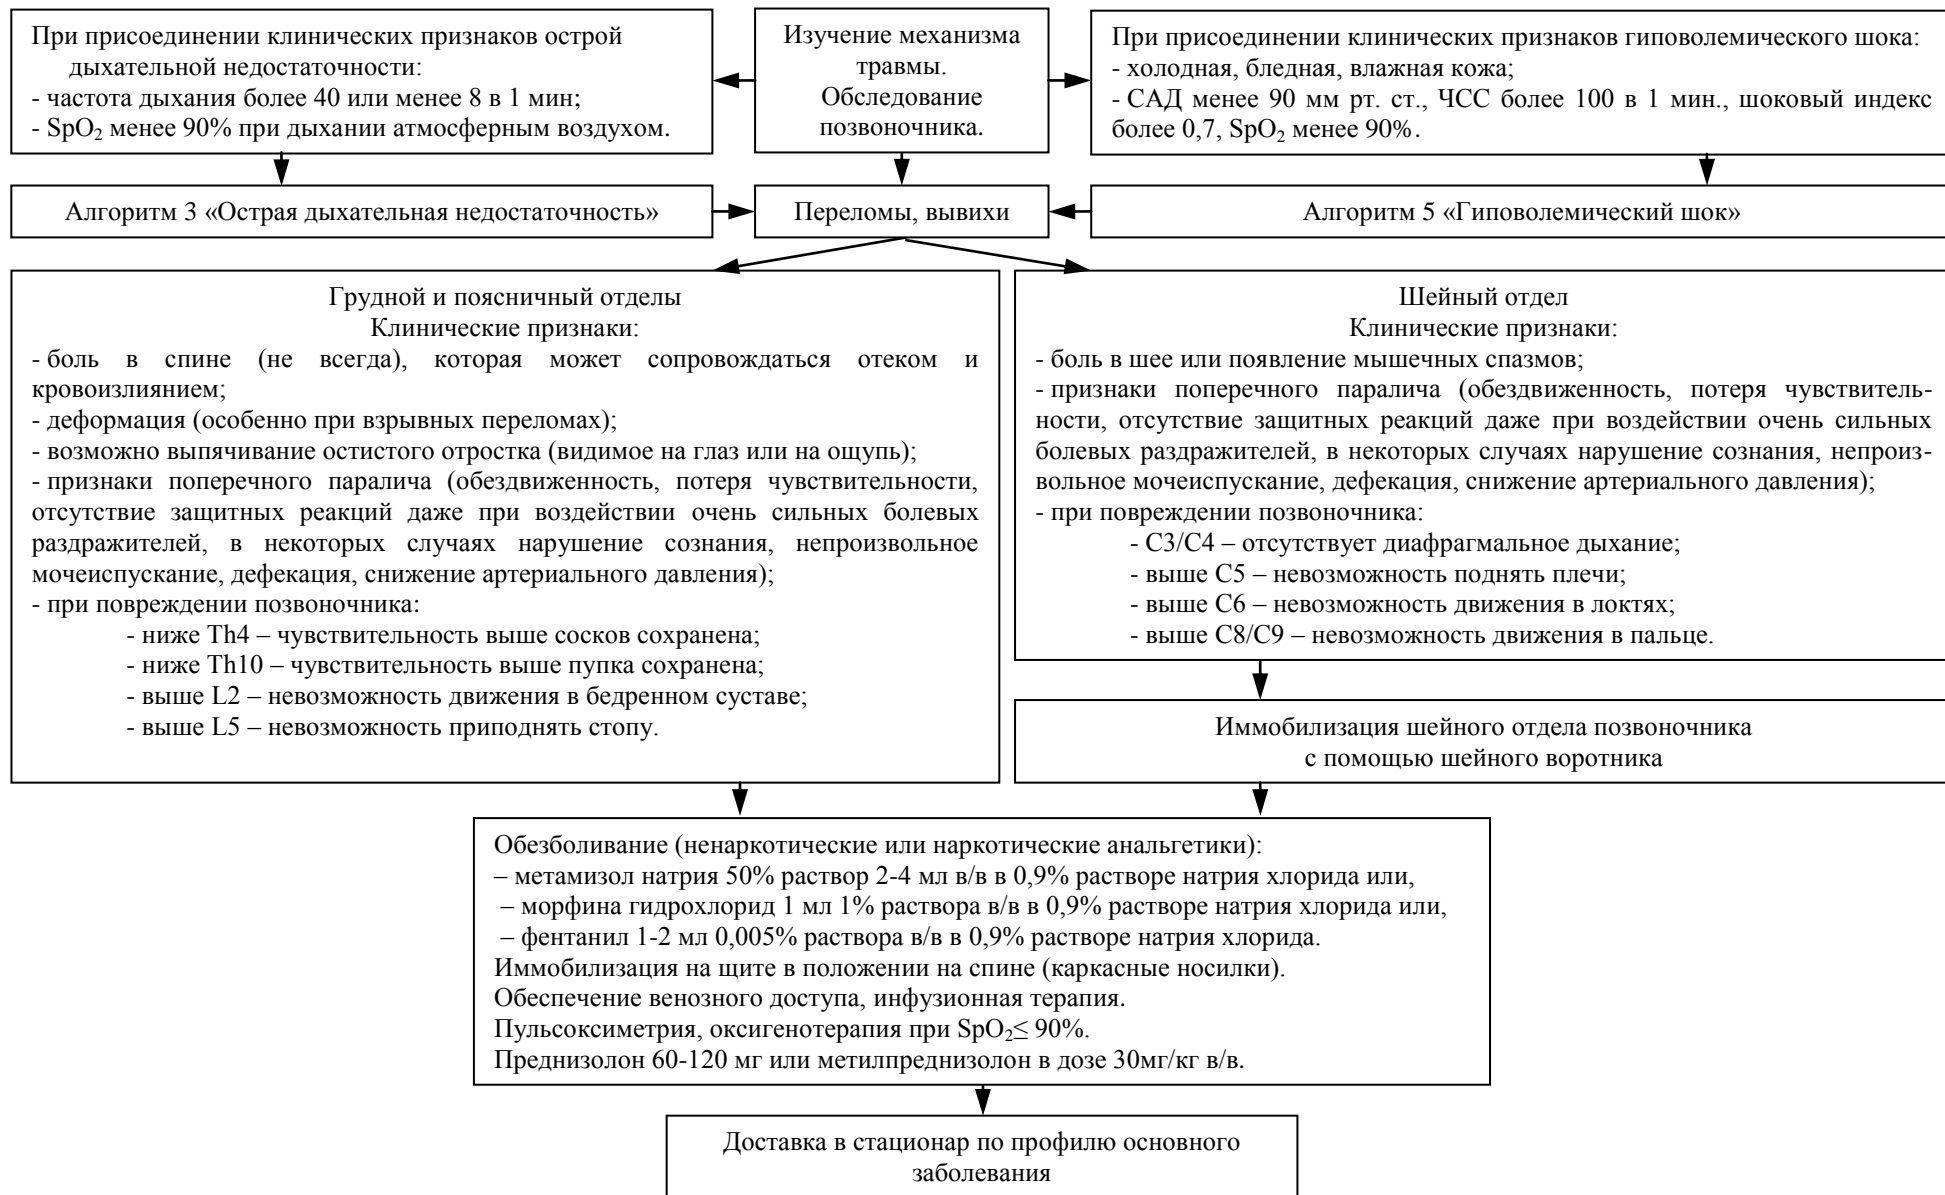 При присоединении клинических признаков острой
дыхательной недостаточности:
- частота дыхания более 40 или менее 8 в 1 мин;
- SpO₂ менее 90% при дыхании атмосферным воздухом.
Изучение механизма
травмы.
Обследование
позвоночника.
При присоединении клинических признаков гиповолемического шока:
- холодная, бледная, влажная кожа;
- САД менее 90 мм рт. ст., ЧСС более 100 в 1 мин., шоковый индекс
более 0,7, SpO₂ менее 90%.
Алгоритм 3 «Острая дыхательная недостаточность»
Переломы, вывихи
Алгоритм 5 «Гиповолемический шок»
Грудной и поясничный отделы
Клинические признаки:
- боль в спине (не всегда), которая может сопровождаться отеком и
кровоизлиянием;
- деформация (особенно при взрывных переломах);
- возможно выпячивание остистого отростка (видимое на глаз или на ощупь);
- признаки поперечного паралича (обездвиженность, потеря чувствительности,
отсутствие защитных реакций даже при воздействии очень сильных болевых
раздражителей, в некоторых случаях нарушение сознания, непроизвольное
мочеиспускание, дефекация, снижение артериального давления);
- при повреждении позвоночника:
- ниже Th4 – чувствительность выше сосков сохранена;
- ниже Th10 – чувствительность выше пупка сохранена;
- выше L2 – невозможность движения в бедренном суставе;
- выше L5 – невозможность приподнять стопу.
Шейный отдел
Клинические признаки:
- боль в шее или появление мышечных спазмов;
- признаки поперечного паралича (обездвиженность, потеря чувствитель-
ности, отсутствие защитных реакций даже при воздействии очень сильных
болевых раздражителей, в некоторых случаях нарушение сознания, непроиз-
вольное мочеиспускание, дефекация, снижение артериального давления);
- при повреждении позвоночника:
- С3/С4 – отсутствует диафрагмальное дыхание;
- выше С5 – невозможность поднять плечи;
- выше С6 – невозможность движения в локтях;
- выше С8/С9 – невозможность движения в пальце.
Иммобилизация шейного отдела позвоночника
с помощью шейного воротника
Обезболивание (ненаркотические или наркотические анальгетики):
– метамизол натрия 50% раствор 2-4 мл в/в в 0,9% растворе натрия хлорида или,
– морфина гидрохлорид 1 мл 1% раствора в/в в 0,9% растворе натрия хлорида или,
– фентанил 1-2 мл 0,005% раствора в/в в 0,9% растворе натрия хлорида.
Иммобилизация на щите в положении на спине (каркасные носилки).
Обеспечение венозного доступа, инфузионная терапия.
Пульсоксиметрия, оксигенотерапия при SpO₂≤ 90%.
Преднизолон 60-120 мг или метилпреднизолон в дозе 30мг/кг в/в.
Доставка в стационар по профилю основного
заболевания